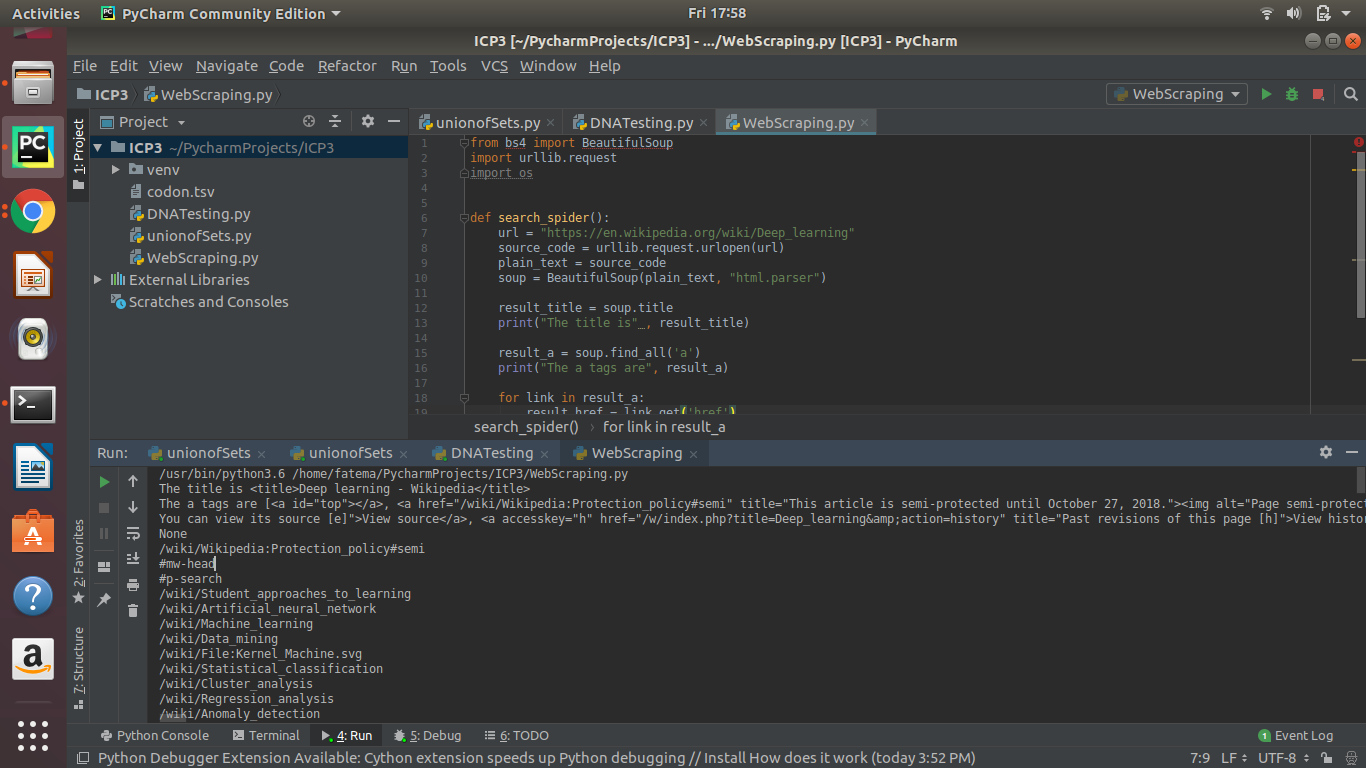 Activities PyCharm Community Edition Fri 17:58
ICP3 [~/PycharmProjects/ICP3] - .../WebScraping.py [ICP3] - PyCharm
File Edit View Navigate Code Refactor Run Tools VCS Window Help
ICP3 WebScraping.py WebScraping
1: Project
Project
ICP3 ~/PycharmProjects/ICP3
venv
codon.tsv
DNATesting.py
unionofSets.py
WebScraping.py
External Libraries
Scratches and Consoles
unionofSets.py DNATesting.py WebScraping.py
1 from bs4 import BeautifulSoup
2 import urllib.request
3 import os
4
5
6 def search_spider():
7 url = "https://en.wikipedia.org/wiki/Deep_learning"
8 source_code = urllib.request.urlopen(url)
9 plain_text = source_code
10 soup = BeautifulSoup(plain_text, "html.parser")
11
12 result_title = soup.title
13 print("The title is" , result_title)
14
15 result_a = soup.find_all('a')
16 print("The a tags are", result_a)
17
18 for link in result_a:
19 result_href = link.get('href')
search_spider() › for link in result_a
Run: unionofSets unionofSets DNATesting WebScraping
/usr/bin/python3.6 /home/fatema/PycharmProjects/ICP3/WebScraping.py
The title is <title>Deep learning - Wikipedia</title>
The a tags are [<a id="top"></a>, <a href="/wiki/Wikipedia:Protection_policy#semi" title="This article is semi-protected until October 27, 2018."><img alt="Page semi-protect
You can view its source [e]">View source</a>, <a accesskey="h" href="/w/index.php?title=Deep_learning&amp;action=history" title="Past revisions of this page [h]">View histor
None
/wiki/Wikipedia:Protection_policy#semi
#mw-head
#p-search
/wiki/Student_approaches_to_learning
/wiki/Artificial_neural_network
/wiki/Machine_learning
/wiki/Data_mining
/wiki/File:Kernel_Machine.svg
/wiki/Statistical_classification
/wiki/Cluster_analysis
/wiki/Regression_analysis
/wiki/Anomaly_detection
2: Favorites
7: Structure
Python Console Terminal 4: Run 5: Debug 6: TODO 1 Event Log
Python Debugger Extension Available: Cython extension speeds up Python debugging // Install How does it work (today 3:52 PM) 7:9 LF UTF-8